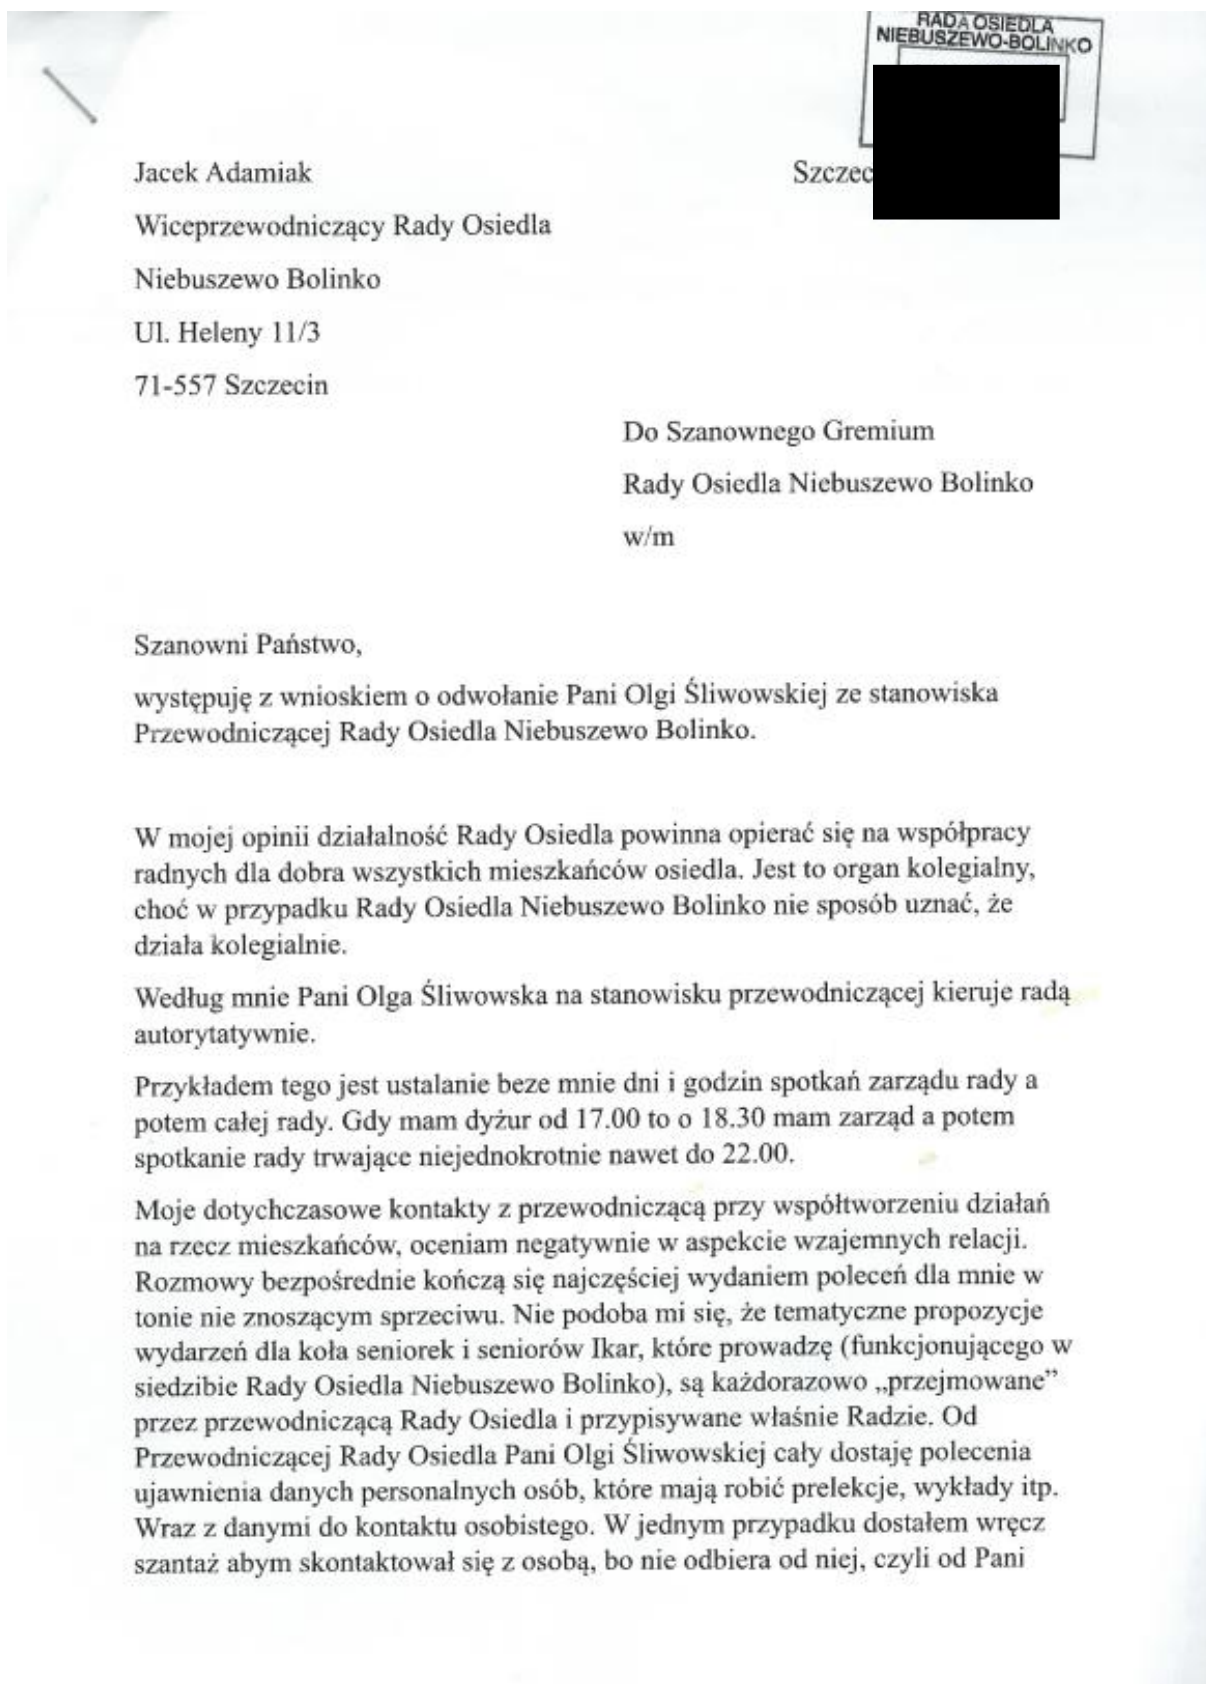 RADA OSIEDLA
NIEBUSZEWO-BOLINKO
Jacek Adamiak
Szczec
Wiceprzewodniczący Rady Osiedla
Niebuszewo Bolinko
Ul. Heleny 11/3
71-557 Szczecin
Do Szanownego Gremium
Rady Osiedla Niebuszewo Bolinko
w/m
Szanowni Państwo,
występuję z wnioskiem o odwołanie Pani Olgi Śliwowskiej ze stanowiska
Przewodniczącej Rady Osiedla Niebuszewo Bolinko.
W mojej opinii działalność Rady Osiedla powinna opierać się na współpracy
radnych dla dobra wszystkich mieszkańców osiedla. Jest to organ kolegialny,
choć w przypadku Rady Osiedla Niebuszewo Bolinko nie sposób uznać, że
działa kolegialnie.
Według mnie Pani Olga Śliwowska na stanowisku przewodniczącej kieruje radą
autorytatywnie.
Przykładem tego jest ustalanie beze mnie dni i godzin spotkań zarządu rady a
potem całej rady. Gdy mam dyżur od 17.00 to o 18.30 mam zarząd a potem
spotkanie rady trwające niejednokrotnie nawet do 22.00.
Moje dotychczasowe kontakty z przewodniczącą przy współtworzeniu działań
na rzecz mieszkańców, oceniam negatywnie w aspekcie wzajemnych relacji.
Rozmowy bezpośrednie kończą się najczęściej wydaniem poleceń dla mnie w
tonie nie znoszącym sprzeciwu. Nie podoba mi się, że tematyczne propozycje
wydarzeń dla koła seniorek i seniorów Ikar, które prowadzę (funkcjonującego w
siedzibie Rady Osiedla Niebuszewo Bolinko), są każdorazowo „przejmowane”
przez przewodniczącą Rady Osiedla i przypisywane właśnie Radzie. Od
Przewodniczącej Rady Osiedla Pani Olgi Śliwowskiej cały dostaję polecenia
ujawnienia danych personalnych osób, które mają robić prelekcje, wykłady itp.
Wraz z danymi do kontaktu osobistego. W jednym przypadku dostałem wręcz
szantaż abym skontaktował się z osobą, bo nie odbiera od niej, czyli od Pani